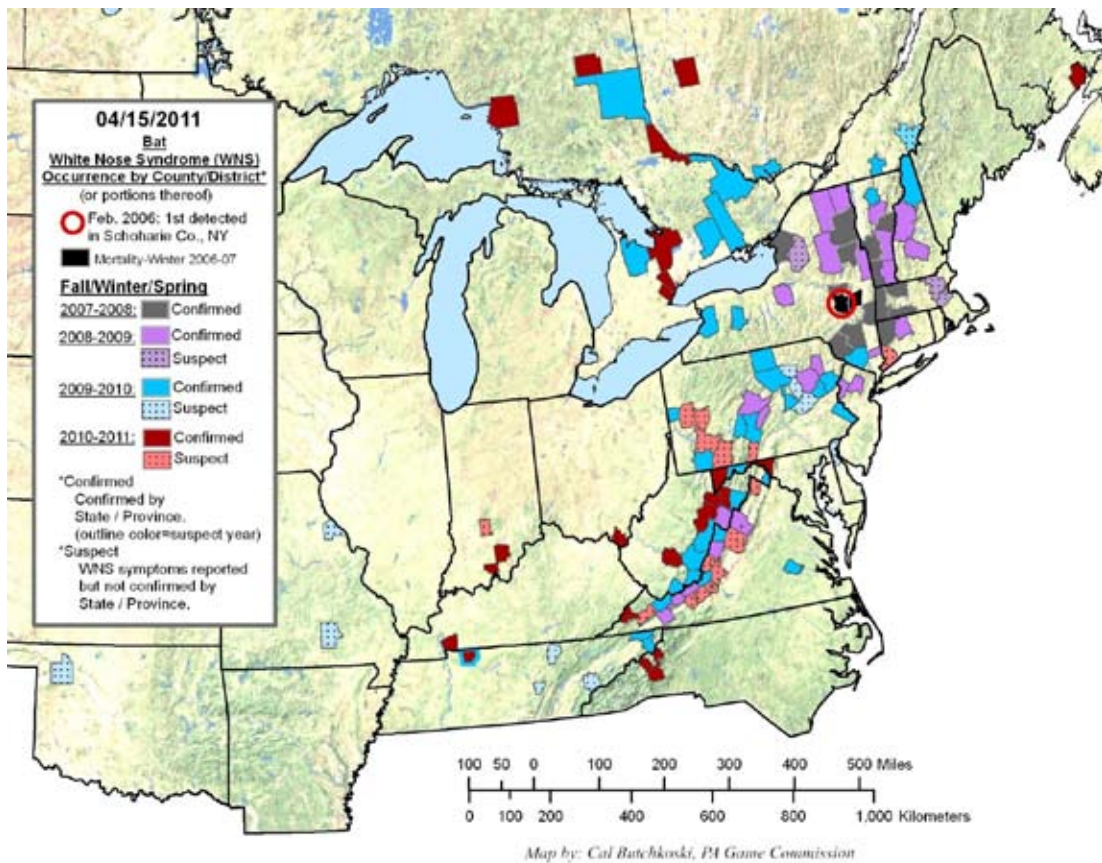 04/15/2011
Bat
White Nose Syndrome (WNS)
Occurrence by County/District*
(or portions thereof)
Feb. 2006: 1st detected
in Schoharie Co., NY
Mortality-Winter 2006-07
Fall/Winter/Spring
2007-2008: Confirmed
2008-2009: Confirmed
Suspect
2009-2010: Confirmed
Suspect
2010-2011: Confirmed
Suspect
*Confirmed
Confirmed by
State / Province.
(outline color=suspect year)
*Suspect
WNS symptoms reported
but not confirmed by
State / Province.
100 50 0 100 200 300 400 500 Miles
0 100 200 400 600 800 1,000 Kilometers
Map by: Cal Butchkoski, PA Game Commission